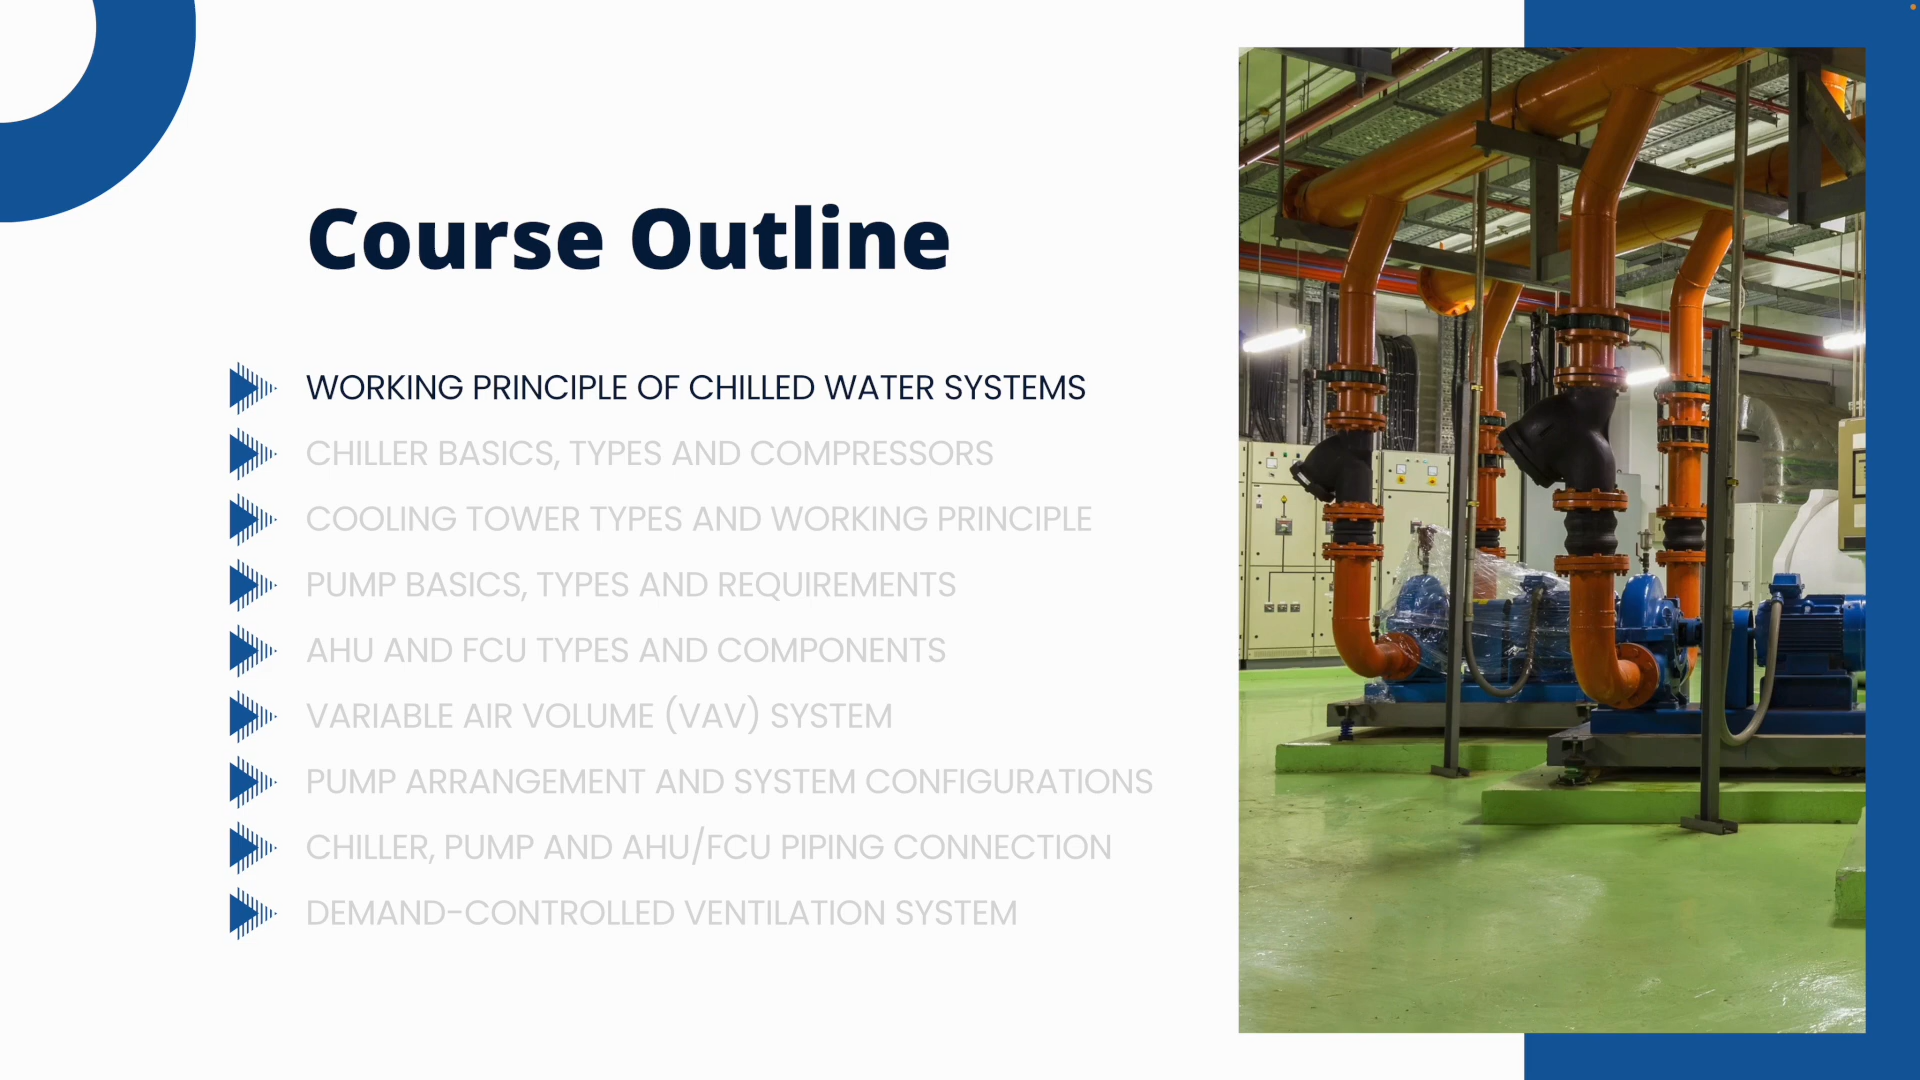 Course Outline
WORKING PRINCIPLE OF CHILLED WATER SYSTEMS
CHILLER BASICS, TYPES AND COMPRESSORS
COOLING TOWER TYPES AND WORKING PRINCIPLE
PUMP BASICS, TYPES AND REQUIREMENTS
AHU AND FCU TYPES AND COMPONENTS
VARIABLE AIR VOLUME (VAV) SYSTEM
PUMP ARRANGEMENT AND SYSTEM CONFIGURATIONS
CHILLER, PUMP AND AHU/FCU PIPING CONNECTION
DEMAND-CONTROLLED VENTILATION SYSTEM